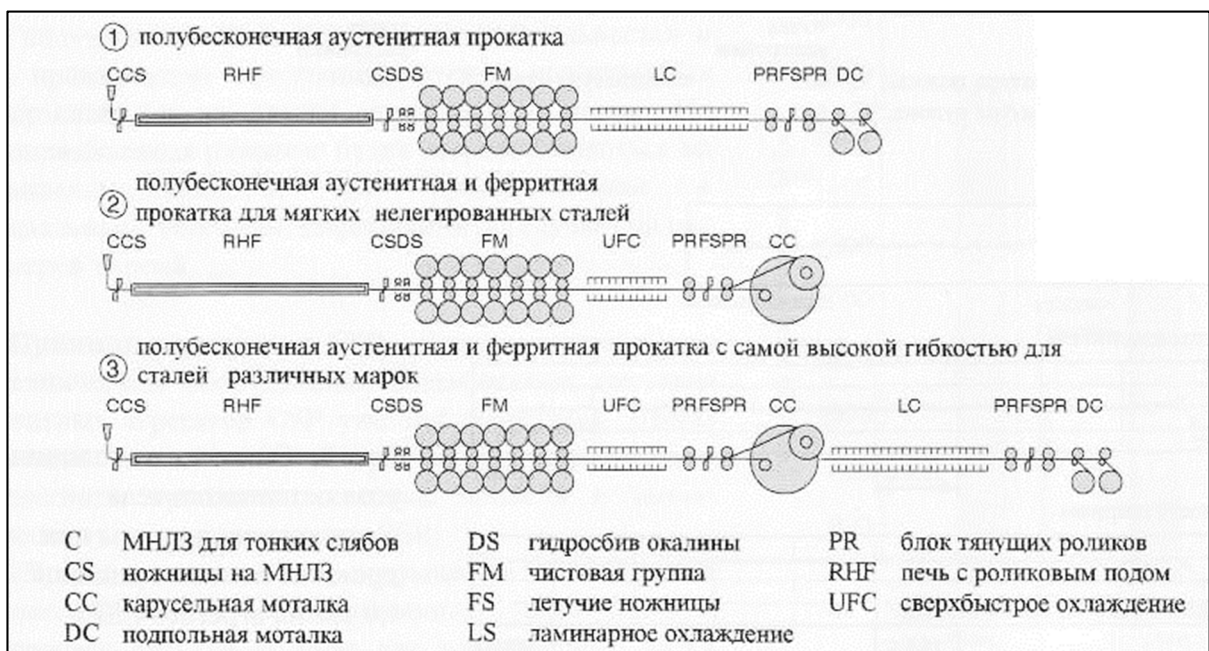 ① полубесконечная аустенитная прокатка
CCS RHF CSDS FM LC PRFSPR DC
полубесконечная аустенитная и ферритная
② прокатка для мягких нелегированных сталей
CCS RHF CSDS FM UFC PRFSPR CC
полубесконечная аустенитная и ферритная прокатка с самой высокой гибкостью для
③ сталей различных марок
CCS RHF CSDS FM UFC PRFSPR CC LC PRFSPR DC
C МНЛЗ для тонких слябов DS гидросбив окалины PR блок тянущих роликов
CS ножницы на МНЛЗ FM чистовая группа RHF печь с роликовым подом
CC карусельная моталка FS летучие ножницы UFC сверхбыстрое охлаждение
DC подпольная моталка LS ламинарное охлаждение